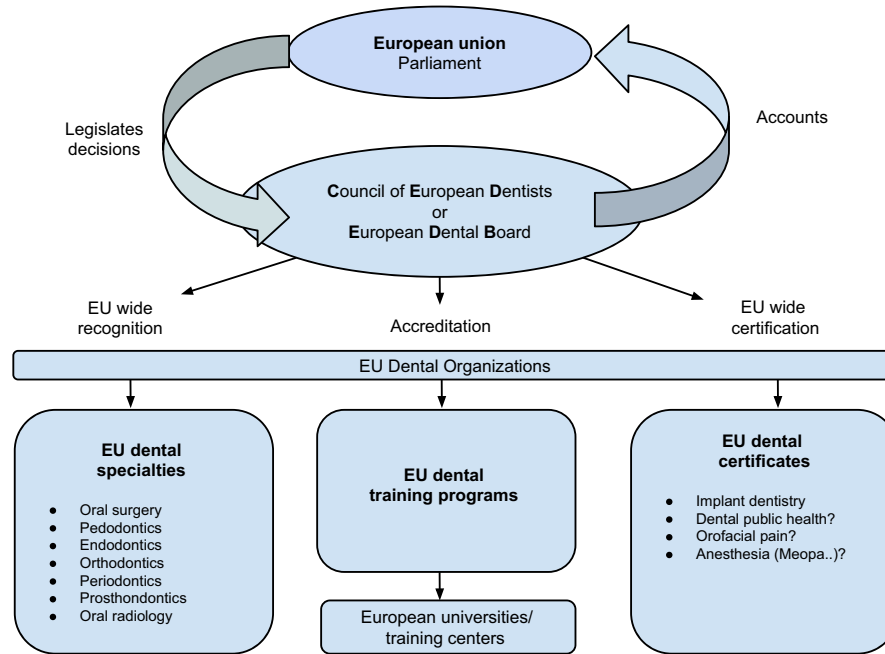 European union
Parliament
Legislates
decisions
Accounts
Council of European Dentists
or
European Dental Board
EU wide
recognition
Accreditation
EU wide
certification
EU Dental Organizations
EU dental
specialties
● Oral surgery
● Pedodontics
● Endodontics
● Orthodontics
● Periodontics
● Prosthondontics
● Oral radiology
EU dental
training programs
European universities/
training centers
EU dental
certificates
● Implant dentistry
● Dental public health?
● Orofacial pain?
● Anesthesia (Meopa..)?